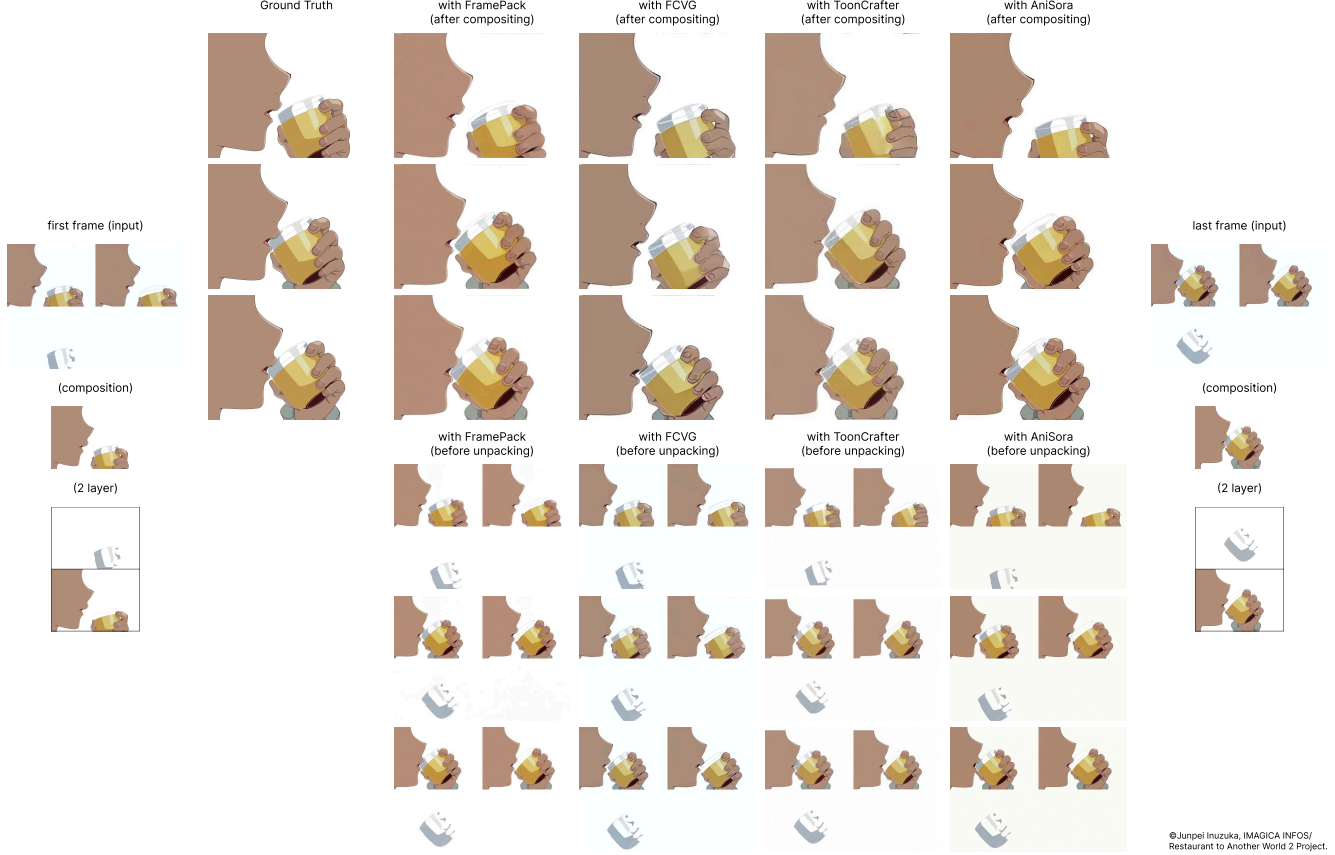 Ground Truth
with FramePack
(after compositing)
with FCVG
(after compositing)
with ToonCrafter
(after compositing)
with AniSora
(after compositing)
first frame (input)
(composition)
(2 layer)
last frame (input)
(composition)
(2 layer)
with FramePack
(before unpacking)
with FCVG
(before unpacking)
with ToonCrafter
(before unpacking)
with AniSora
(before unpacking)
©Junpei Inuzuka, IMAGICA INFOS/
Restaurant to Another World 2 Project.